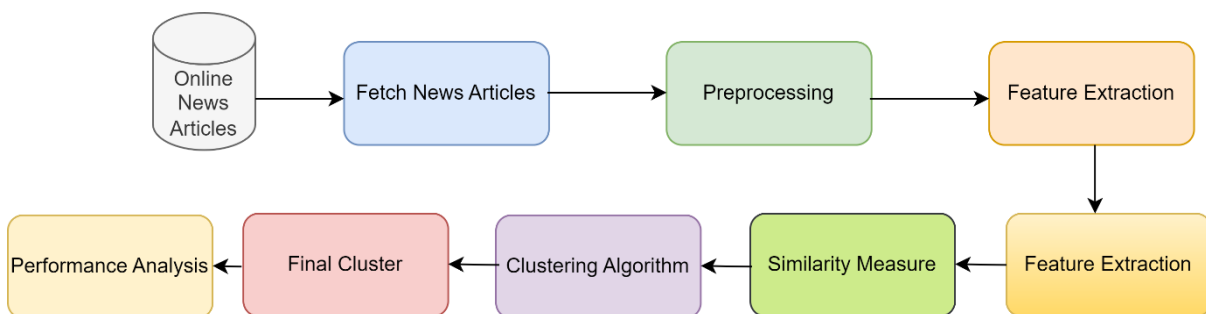 Online
News
Articles
Fetch News Articles
Preprocessing
Feature Extraction
Feature Extraction
Similarity Measure
Clustering Algorithm
Final Cluster
Performance Analysis